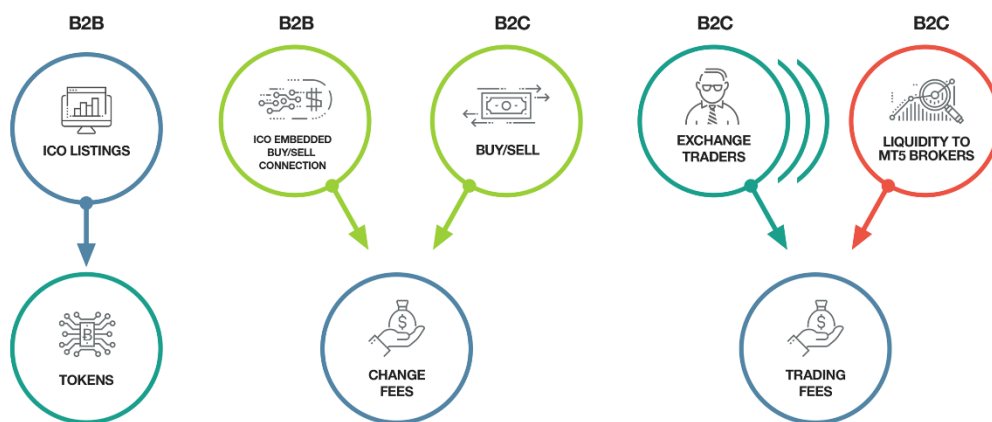 B2B
B2B
B2C
B2C
B2C
ICO LISTINGS
ICO EMBEDDED
BUY/SELL
CONNECTION
BUY/SELL
EXCHANGE
TRADERS
LIQUIDITY TO
MT5 BROKERS
TOKENS
CHANGE
FEES
TRADING
FEES